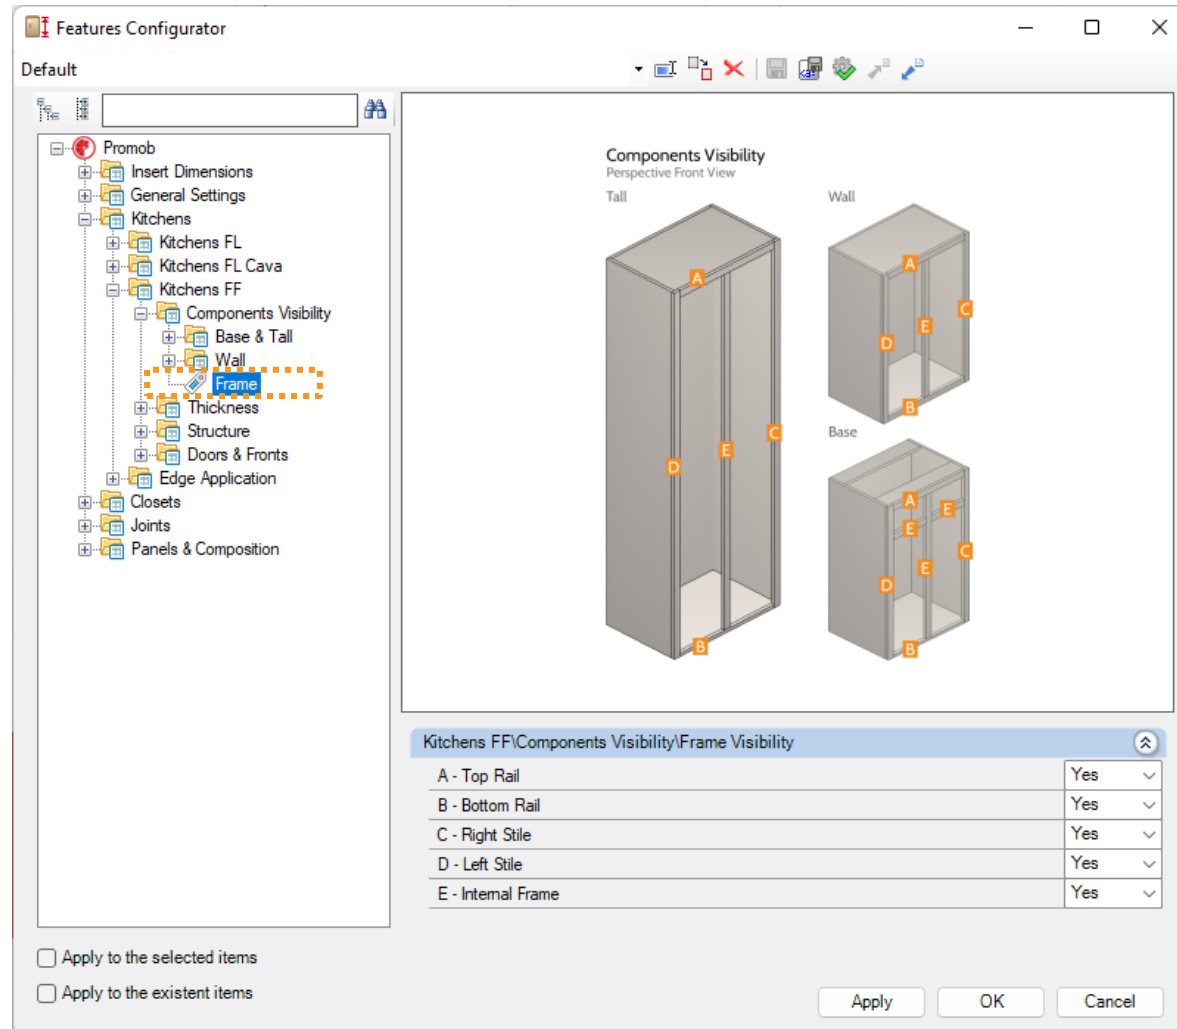 Features Configurator
Default
Promob
Insert Dimensions
General Settings
Kitchens
Kitchens FL
Kitchens FL Cava
Kitchens FF
Components Visibility
Base & Tall
Wall
Frame
Thickness
Structure
Doors & Fronts
Edge Application
Closets
Joints
Panels & Composition
Components Visibility
Perspective Front View
Tall
A
C
E
D
B
Wall
A
C
E
D
B
Base
A
E
E
C
E
D
B
Kitchens FF\Components Visibility\Frame Visibility
A - Top Rail Yes
B - Bottom Rail Yes
C - Right Stile Yes
D - Left Stile Yes
E - Internal Frame Yes
Apply to the selected items
Apply to the existent items
Apply OK Cancel